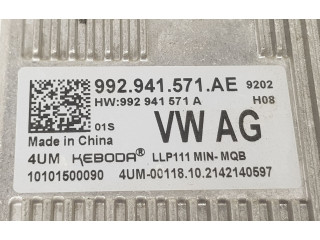 992.941.571.AE 9202
HW:992 941 571 A H08
01S
Made in China VW AG
4UM KEBODA® LLP111 MIN- MQB
10101500090 4UM-00118.10.2142140597